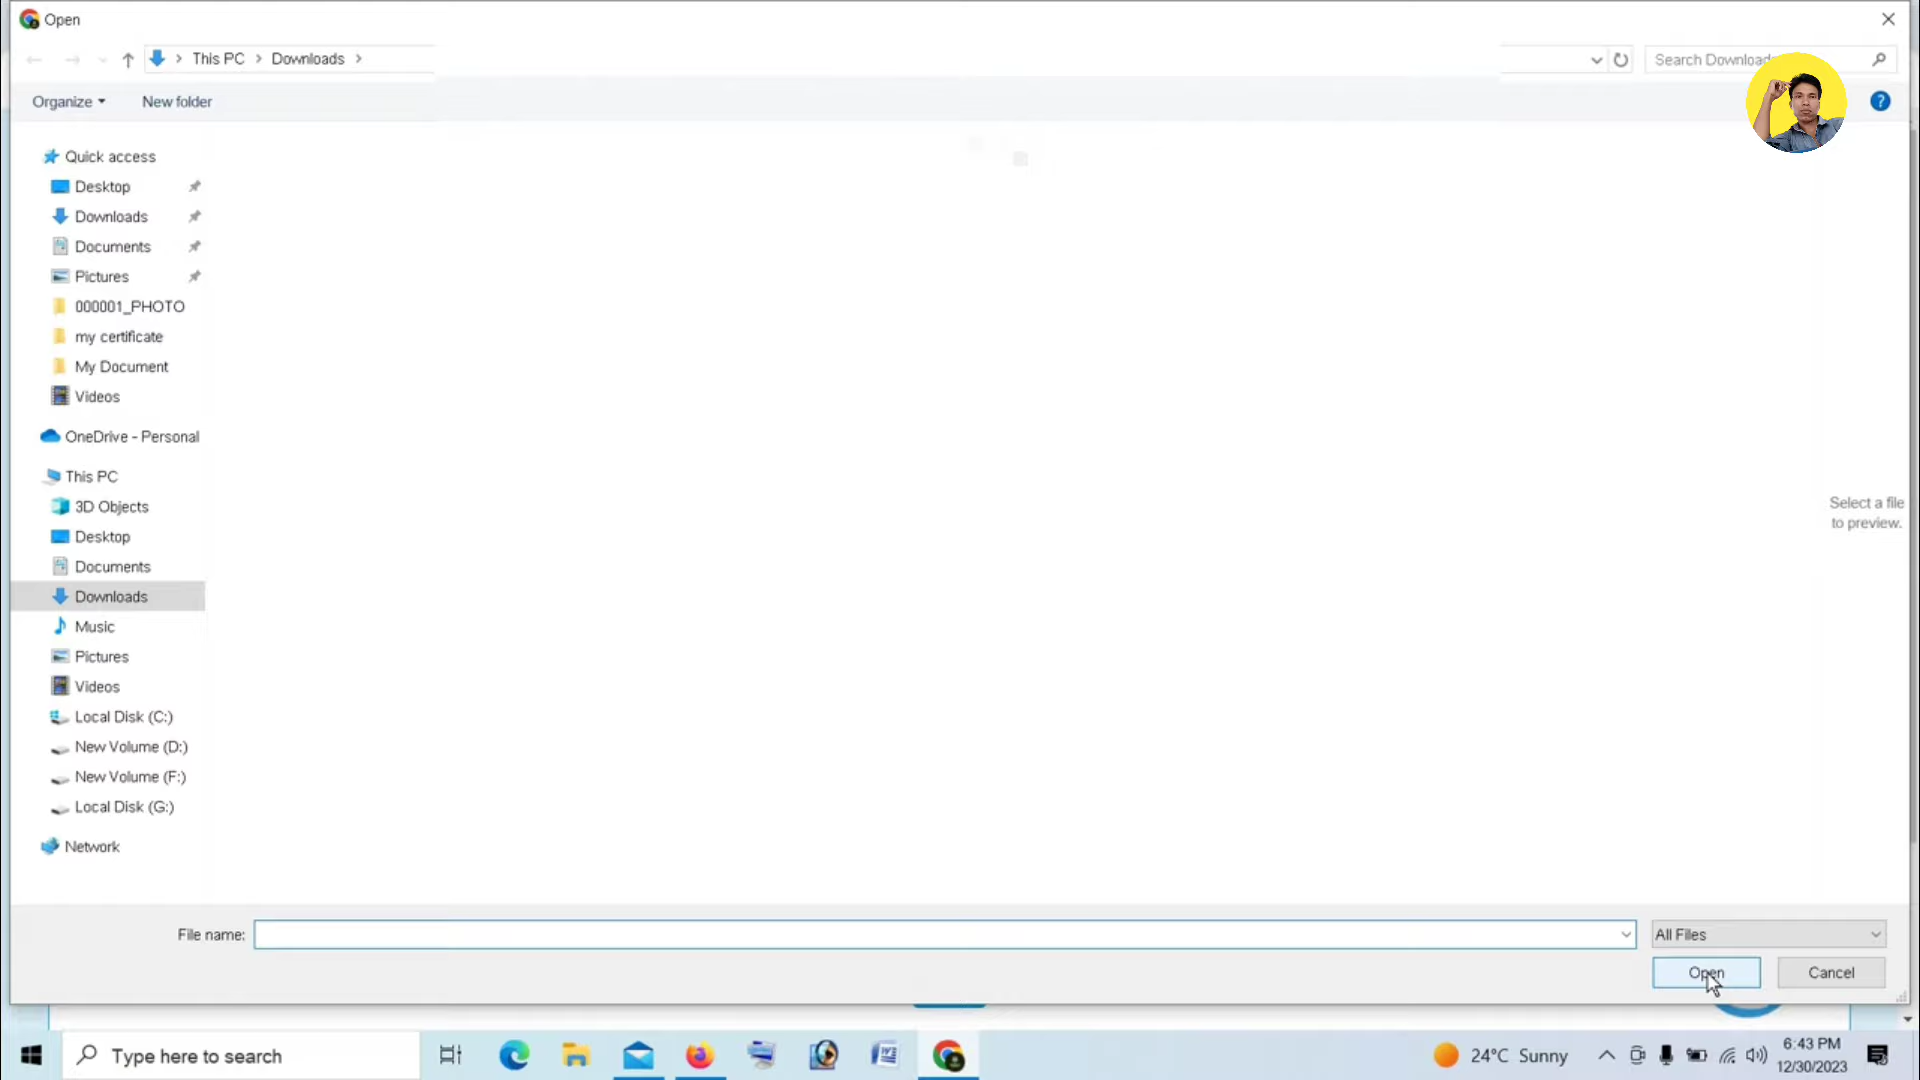 Open
This PC > Downloads >
Search Downloads
Organize
New folder
Quick access
Desktop
Downloads
Documents
Pictures
000001_PHOTO
my certificate
My Document
Videos
OneDrive - Personal
This PC
3D Objects
Desktop
Documents
Downloads
Music
Pictures
Videos
Local Disk (C:)
New Volume (D:)
New Volume (F:)
Local Disk (G:)
Network
Select a file
to preview.
File name:
All Files
Open
Cancel
Type here to search
24°C Sunny
6:43 PM
12/30/2023